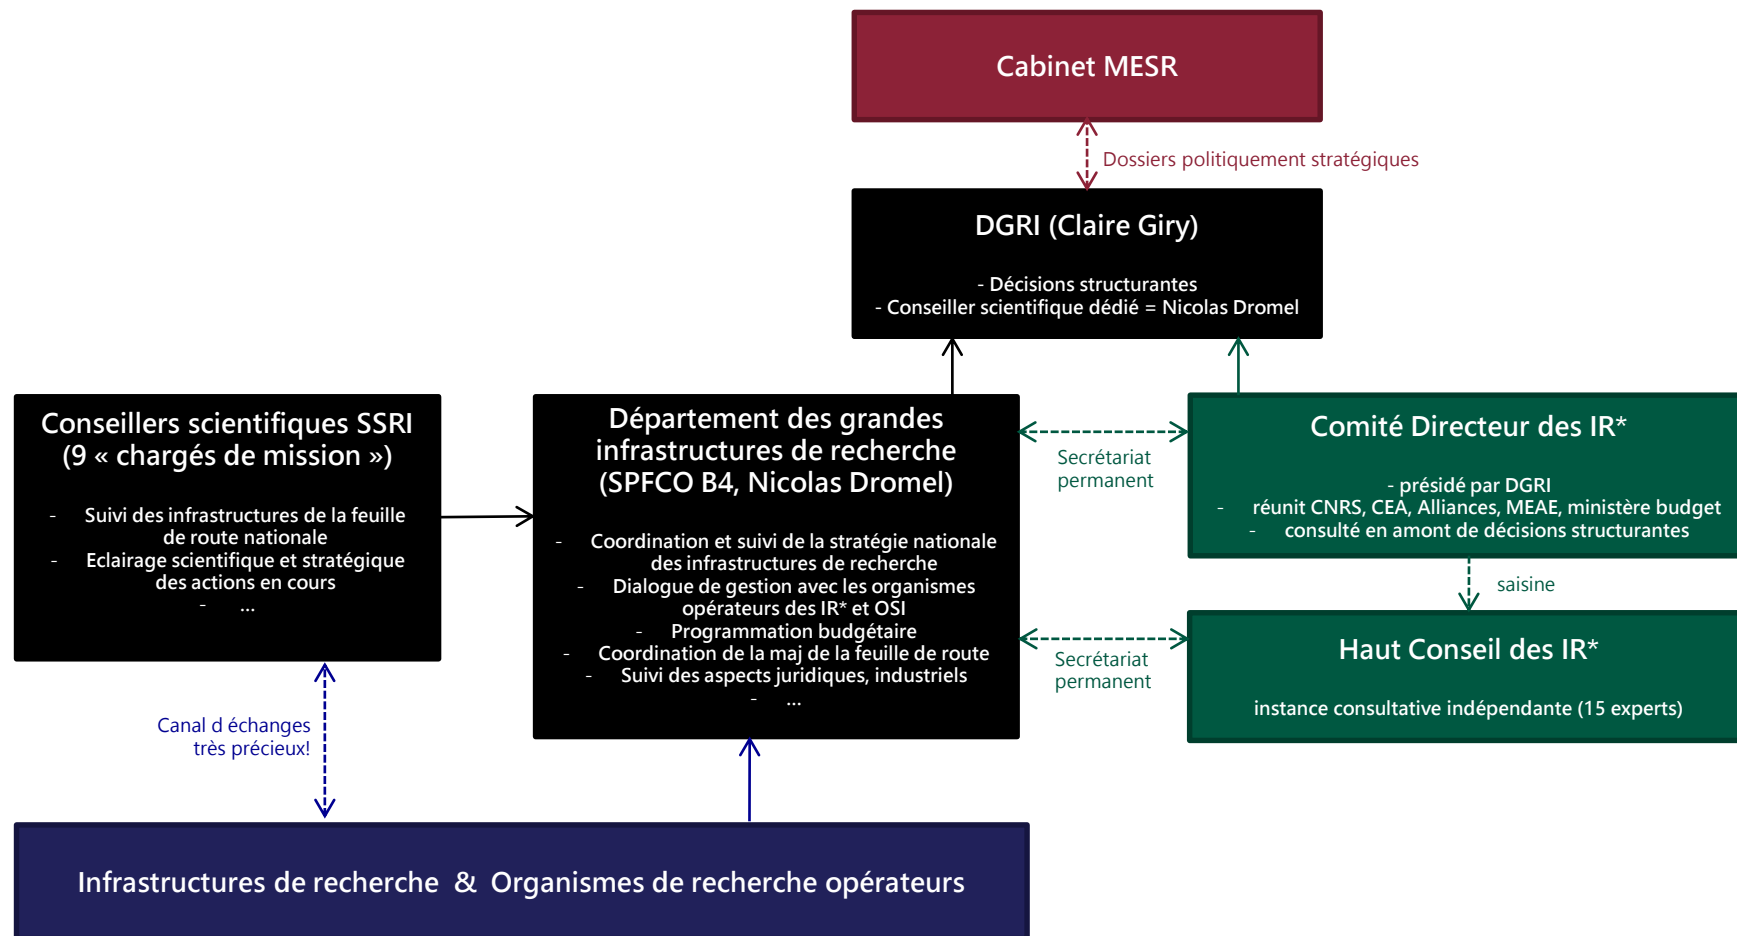 Cabinet MESR
Dossiers politiquement stratégiques
DGRI (Claire Giry)
- Décisions structurantes
- Conseiller scientifique dédié = Nicolas Dromel
Conseillers scientifiques SSRI
(9 « chargés de mission »)
- Suivi des infrastructures de la feuille
de route nationale
- Eclairage scientifique et stratégique
des actions en cours
- ...
Département des grandes
infrastructures de recherche
(SPFCO B4, Nicolas Dromel)
- Coordination et suivi de la stratégie nationale
des infrastructures de recherche
- Dialogue de gestion avec les organismes
opérateurs des IR* et OSI
- Programmation budgétaire
- Coordination de la maj de la feuille de route
- Suivi des aspects juridiques, industriels
- ...
Secrétariat
permanent
Comité Directeur des IR*
- présidé par DGRI
- réunit CNRS, CEA, Alliances, MEAE, ministère budget
- consulté en amont de décisions structurantes
saisine
Secrétariat
permanent
Haut Conseil des IR*
instance consultative indépendante (15 experts)
Canal d échanges
très précieux!
Infrastructures de recherche & Organismes de recherche opérateurs